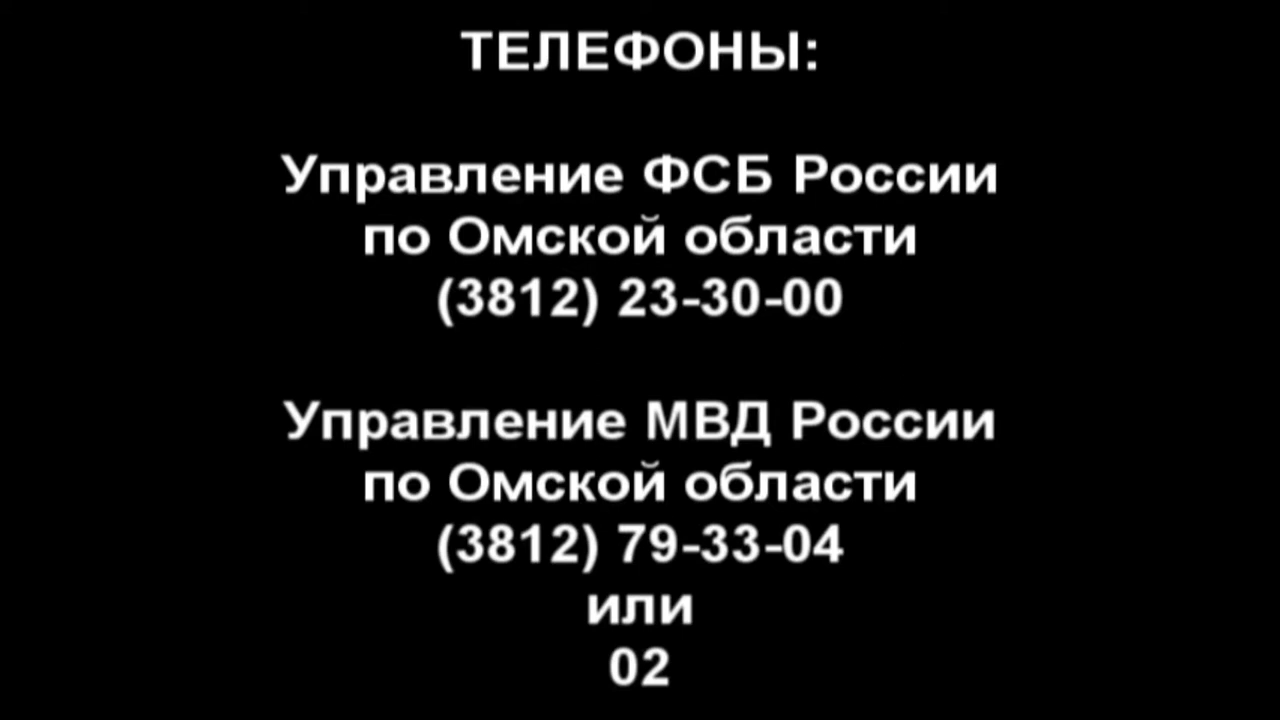 ТЕЛЕФОНЫ:
Управление ФСБ России
по Омской области
(3812) 23-30-00
Управление МВД России
по Омской области
(3812) 79-33-04
или
02